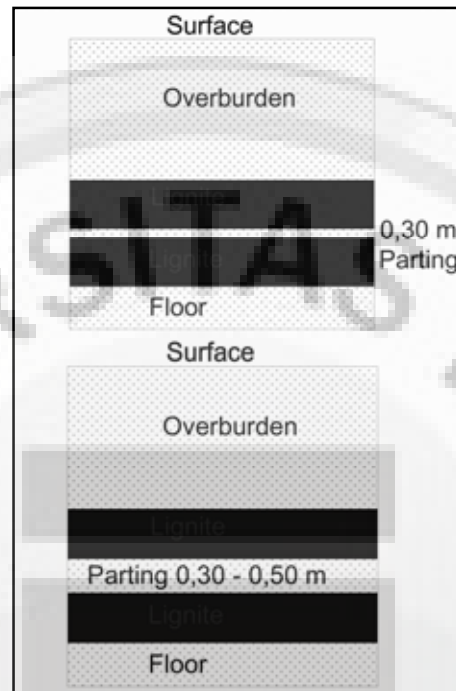 Surface
Overburden
Lignite
0,30 m
Parting
Lignite
Floor
Surface
Overburden
Lignite
Parting 0,30 - 0,50 m
Lignite
Floor